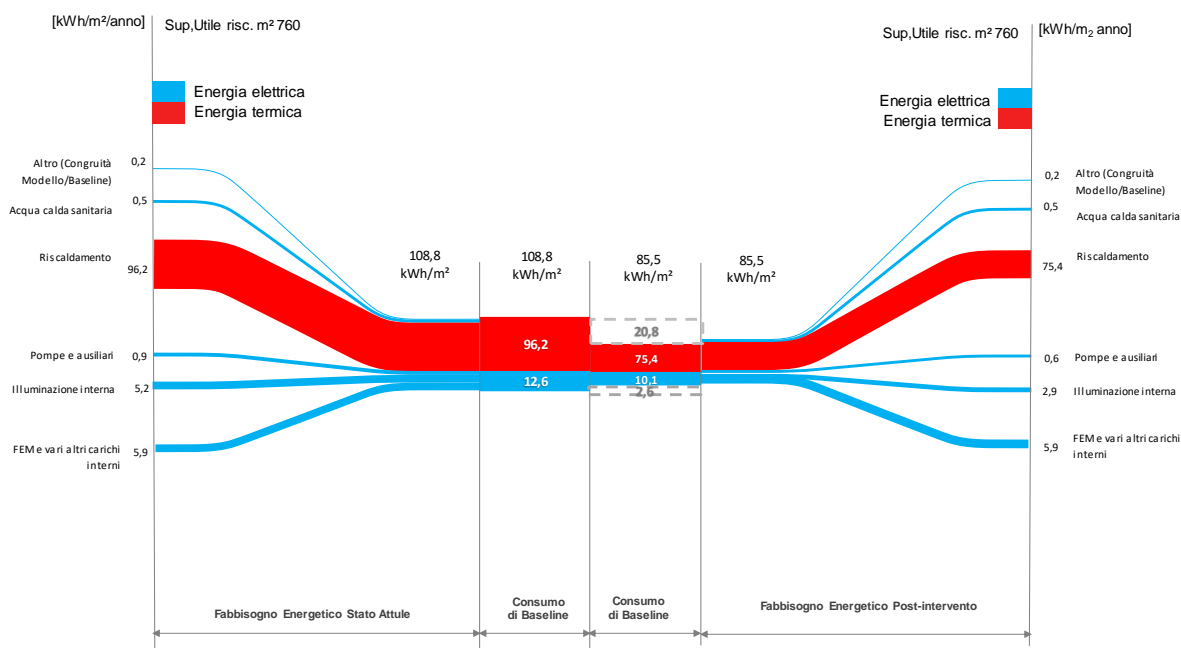 [kWh/m²/anno]
Sup,Utile risc. m² 760
Sup,Utile risc. m² 760
[kWh/m₂ anno]
Energia elettrica
Energia termica
Energia elettrica
Energia termica
Altro (Congruità
Modello/Baseline)
0,2
Acqua calda sanitaria
0,5
Riscaldamento
96,2
Pompe e ausiliari
0,9
Illuminazione interna
5,2
FEM e vari altri carichi
interni
5,9
108,8
kWh/m²
108,8
kWh/m²
85,5
kWh/m²
85,5
kWh/m²
96,2
12,6
20,8
75,4
10,1
2,6
0,2
Altro (Congruità
Modello/Baseline)
0,5
Acqua calda sanitaria
Riscaldamento
75,4
0,6
Pompe e ausiliari
2,9
Illuminazione interna
5,9
FEM e vari altri carichi
interni
Fabbisogno Energetico Stato Attule
Consumo
di Baseline
Consumo
di Baseline
Fabbisogno Energetico Post-intervento